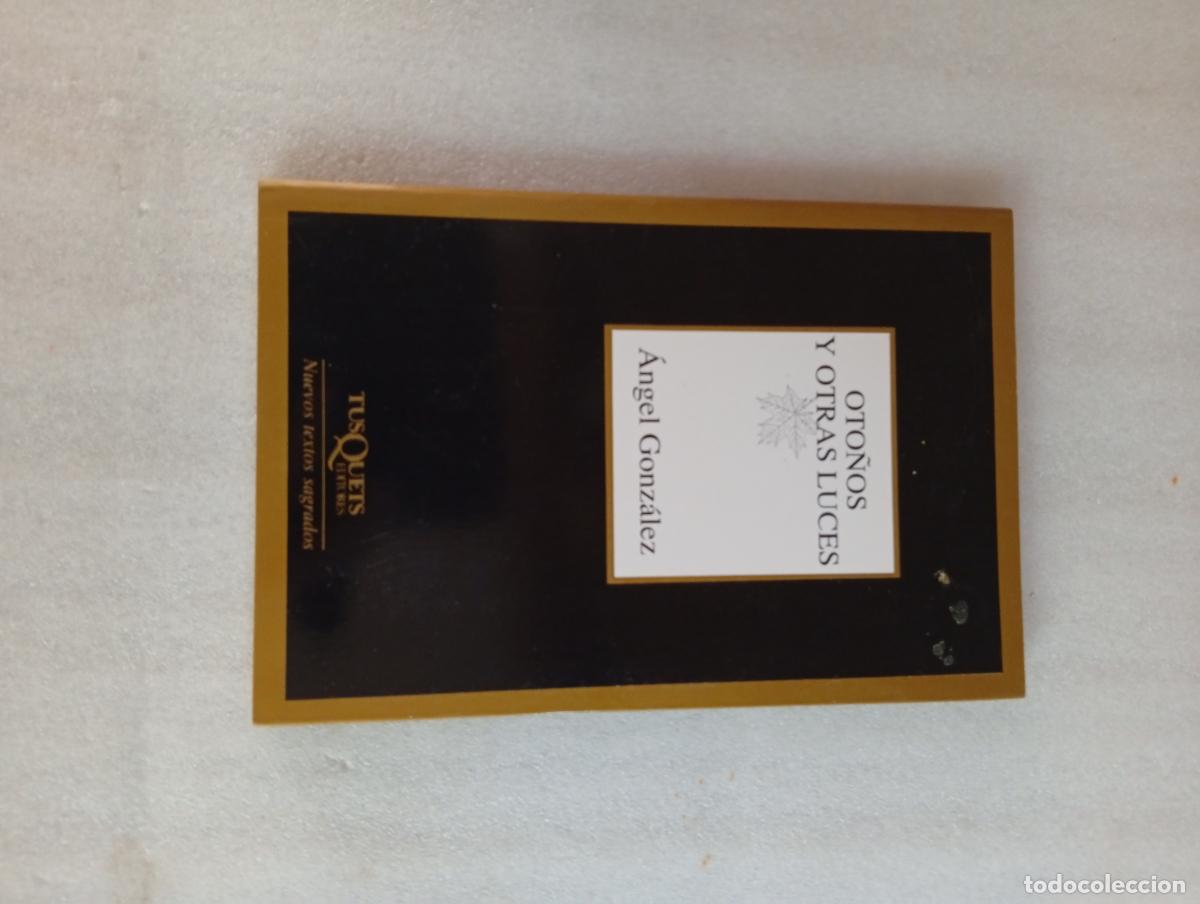 OTOÑOS
Y OTRAS LUCES
Ángel González
TUSQUETS
EDITORES
Nuevos textos sagrados
todocoleccion